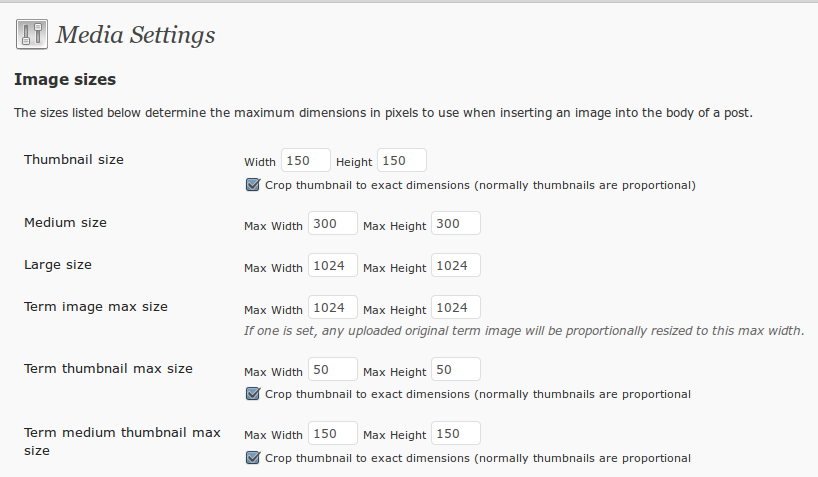 Media Settings
Image sizes
The sizes listed below determine the maximum dimensions in pixels to use when inserting an image into the body of a post.
Thumbnail size Width 150 Height 150
Crop thumbnail to exact dimensions (normally thumbnails are proportional)
Medium size Max Width 300 Max Height 300
Large size Max Width 1024 Max Height 1024
Term image max size Max Width 1024 Max Height 1024
If one is set, any uploaded original term image will be proportionally resized to this max width.
Term thumbnail max size Max Width 50 Max Height 50
Crop thumbnail to exact dimensions (normally thumbnails are proportional
Term medium thumbnail max Max Width 150 Max Height 150
size
Crop thumbnail to exact dimensions (normally thumbnails are proportional